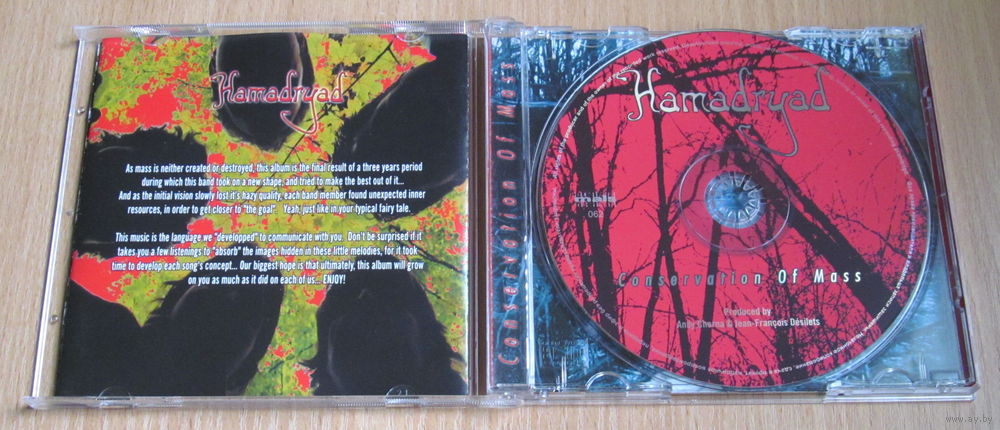 Hamadryad
As mass is neither created or destroyed, this album is the final result of a three years period
during which this band took on a new shape, and tried to make the best out of it...
And as the initial vision slowly lost it's hazy quality, each band member found unexpected inner
resources, in order to get closer to "the goal". Yeah, just like in your typical fairy tale.
This music is the language we "developped" to communicate with you. Don't be surprised if it
takes you a few listenings to "absorb" the images hidden in these little melodies, for it took
time to develop each song's concept... Our biggest hope is that ultimately, this album will grow
on you as much as it did on each of us... ENJOY!
Conservation Of Mass
Hamadryad
mals
062
Conservation Of Mass
Produced by
Andy Cherna & Jean-François Désilets
www.ay.by